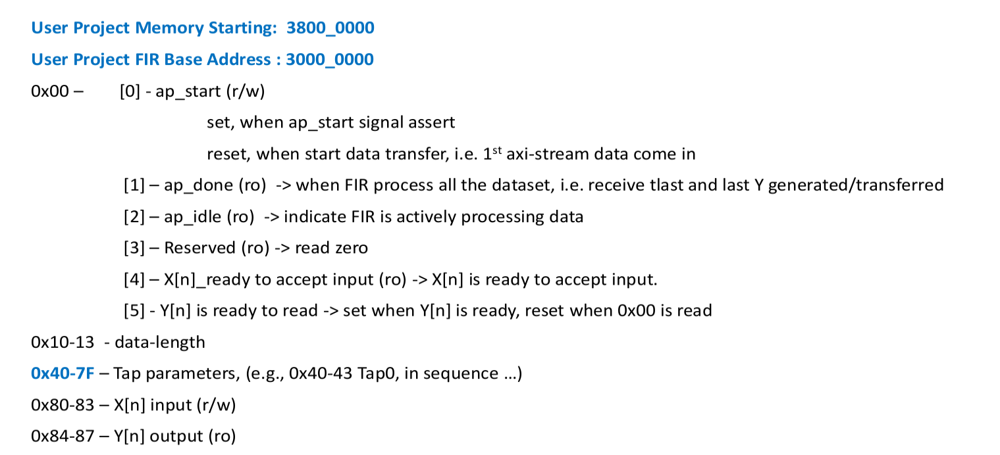 User Project Memory Starting:  3800_0000
User Project FIR Base Address : 3000_0000
0x00 –    [0] - ap_start (r/w)
set, when ap_start signal assert
reset, when start data transfer, i.e. 1st axi-stream data come in
[1] – ap_done (ro)  -> when FIR process all the dataset, i.e. receive tlast and last Y generated/transferred
[2] – ap_idle (ro)  -> indicate FIR is actively processing data
[3] – Reserved (ro) -> read zero
[4] – X[n]_ready to accept input (ro) -> X[n] is ready to accept input.
[5] - Y[n] is ready to read -> set when Y[n] is ready, reset when 0x00 is read
0x10-13  - data-length
0x40-7F – Tap parameters, (e.g., 0x40-43 Tap0, in sequence ...)
0x80-83 – X[n] input (r/w)
0x84-87 – Y[n] output (ro)